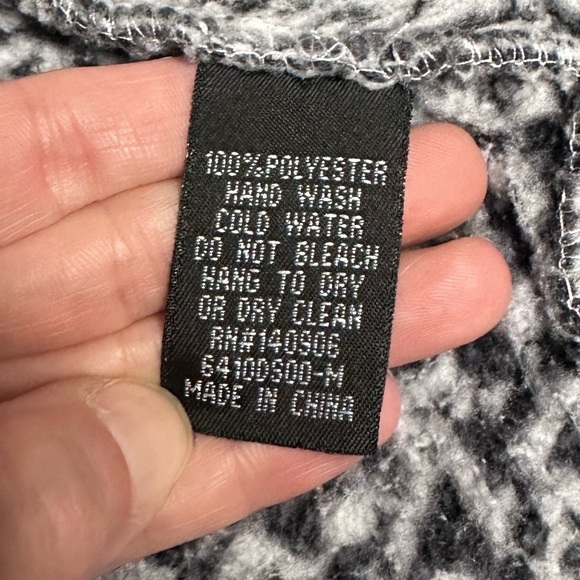 100%POLYESTER
HAND WASH
COLD WATER
DO NOT BLEACH
HANG TO DRY
OR DRY CLEAN
RN#140906
6410D900-M
MADE IN CHINA